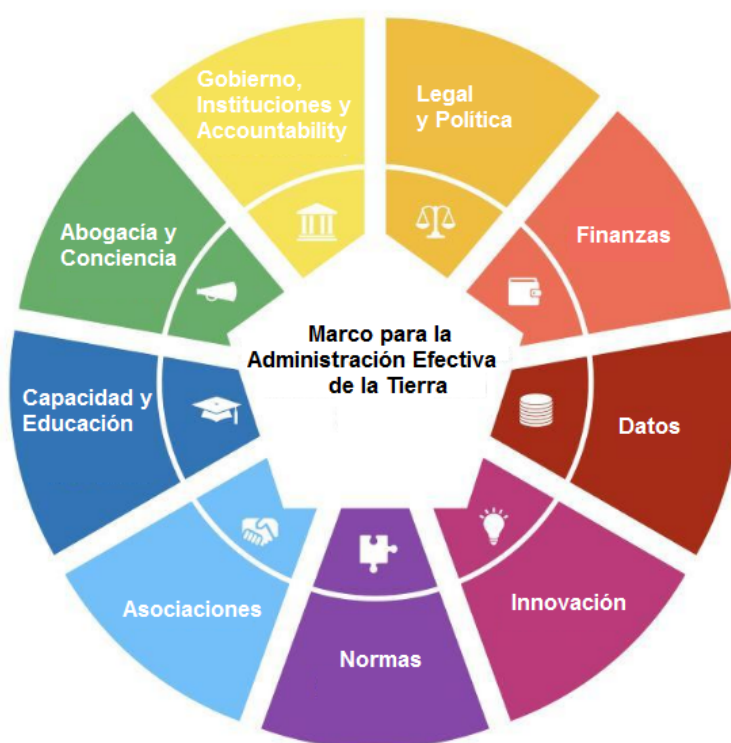 Gobierno,
Instituciones y
Accountability
Legal
y Política
Finanzas
Datos
Innovación
Normas
Asociaciones
Capacidad y
Educación
Abogacía y
Conciencia
Marco para la
Administración Efectiva
de la Tierra